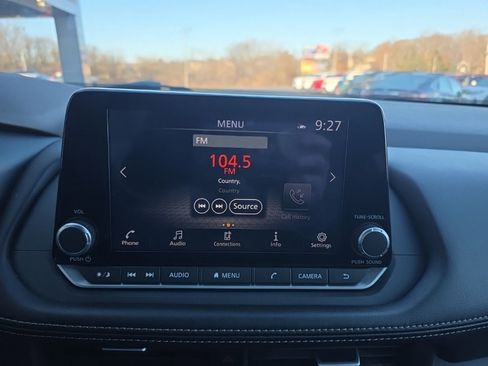 MENU
9:27
FM
104.5
FM
Country,
Country
Source
Call History
VOL
PUSH
TUNE·SCROLL
PUSH SOUND
Phone
Audio
Connections
Info
Settings
AUDIO
MENU
CAMERA